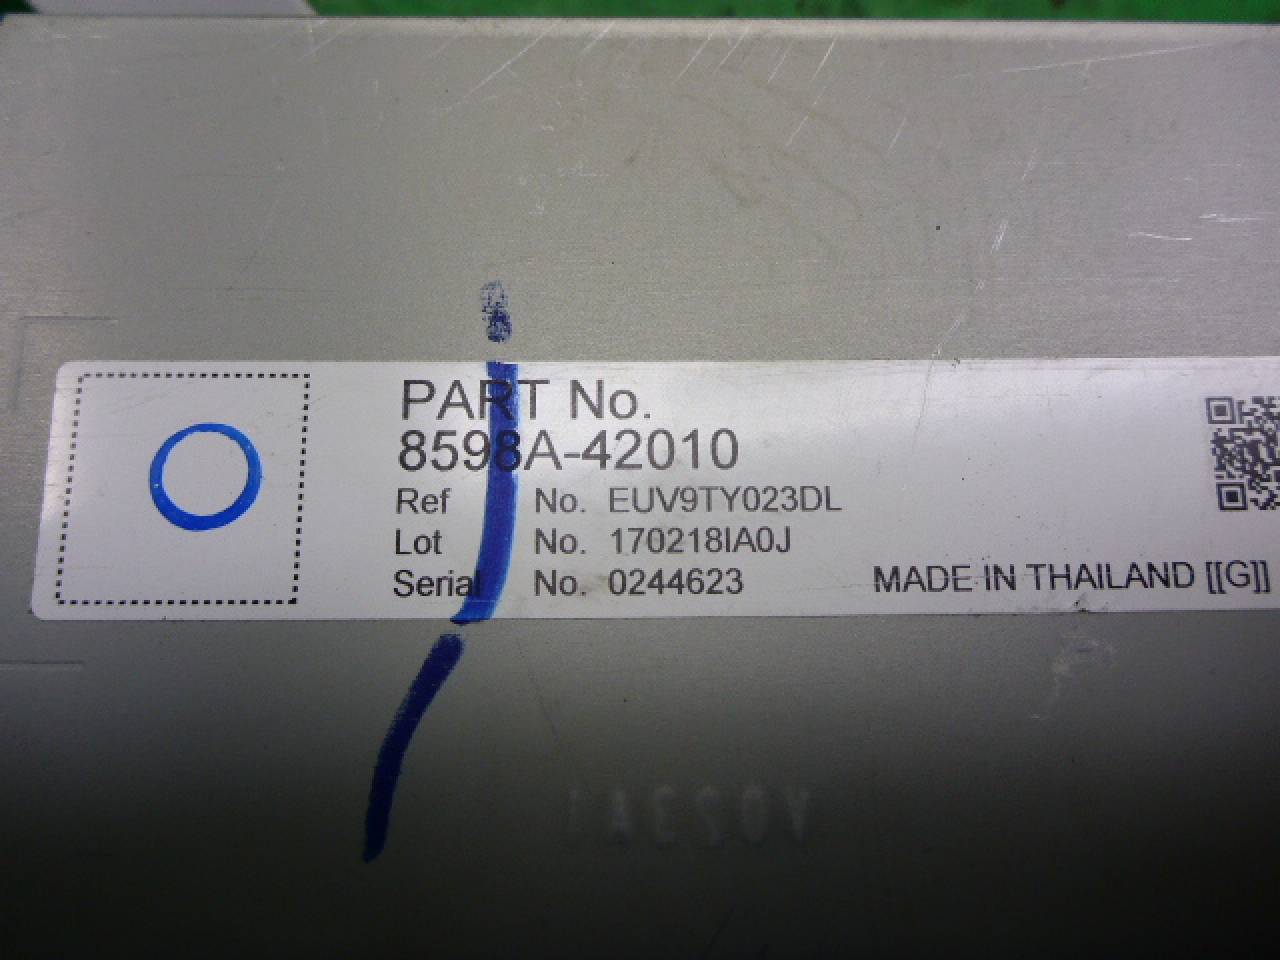 PART No.
8598A-42010
Ref No. EUV9TY023DL
Lot No. 170218IA0J
Serial No. 0244623
MADE IN THAILAND [[G]]